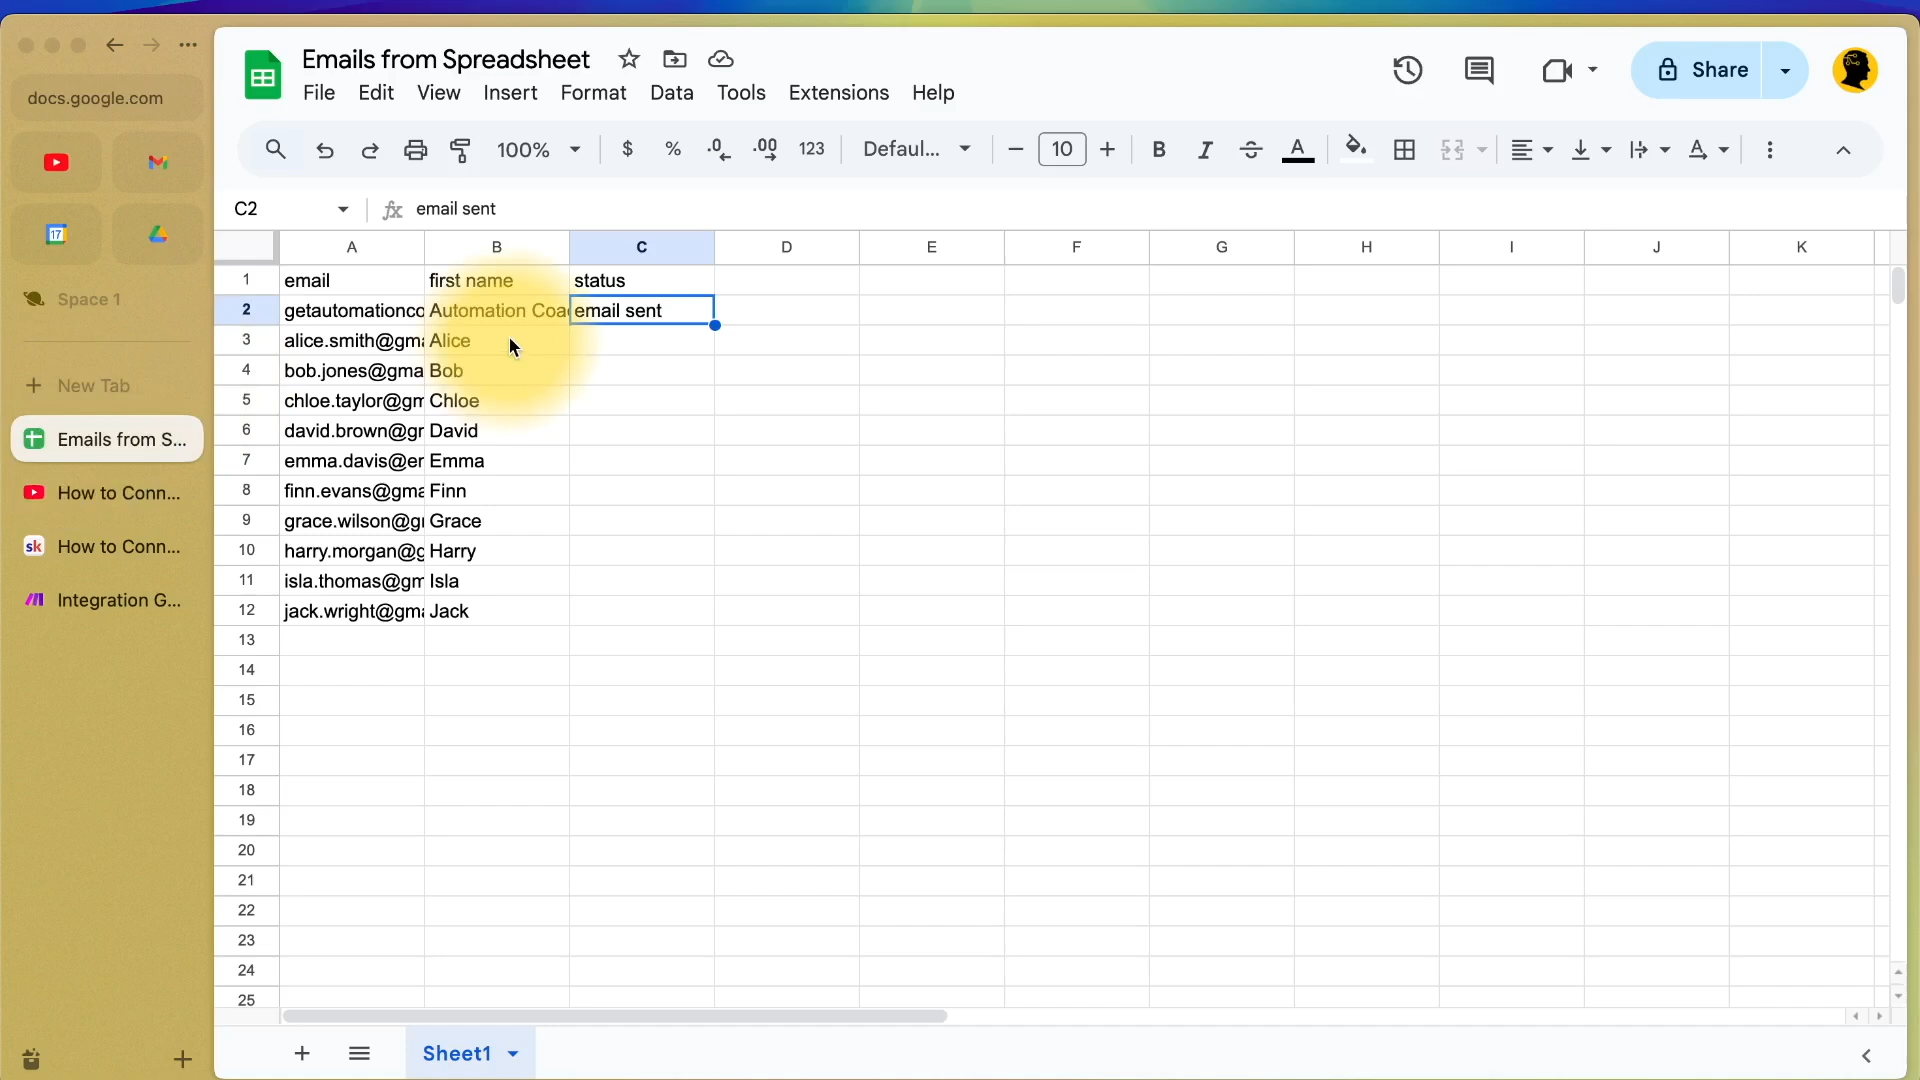 docs.google.com
17
Space 1
New Tab
Emails from S...
How to Conn...
sk
How to Conn...
Integration G...
Emails from Spreadsheet
File Edit View Insert Format Data Tools Extensions Help
Share
100% $ % .0 .00 123 Defaul... 10 B I S A A
C2 fx email sent
A B C D E F G H I J K
1 email first name status
2 getautomationco Automation Coa email sent
3 alice.smith@gma Alice
4 bob.jones@gma Bob
5 chloe.taylor@gm Chloe
6 david.brown@gr David
7 emma.davis@er Emma
8 finn.evans@gma Finn
9 grace.wilson@g Grace
10 harry.morgan@g Harry
11 isla.thomas@gm Isla
12 jack.wright@gma Jack
13
14
15
16
17
18
19
20
21
22
23
24
25
Sheet1